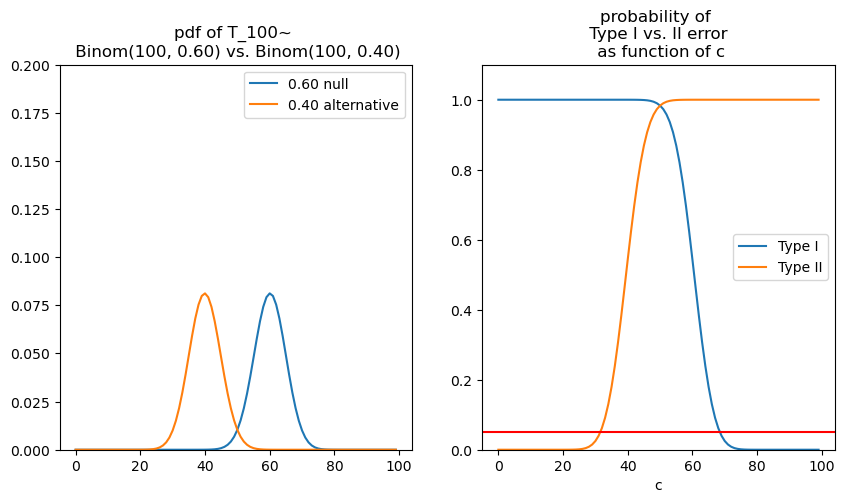 pdf of T_100~
Binom(100, 0.60) vs. Binom(100, 0.40)
0.200
0.175
0.150
0.125
0.100
0.075
0.050
0.025
0.000
0
20
40
60
80
100
0.60 null
0.40 alternative
probability of
Type I vs. II error
as function of c
1.0
0.8
0.6
0.4
0.2
0.0
0
20
40
60
80
100
c
Type I
Type II